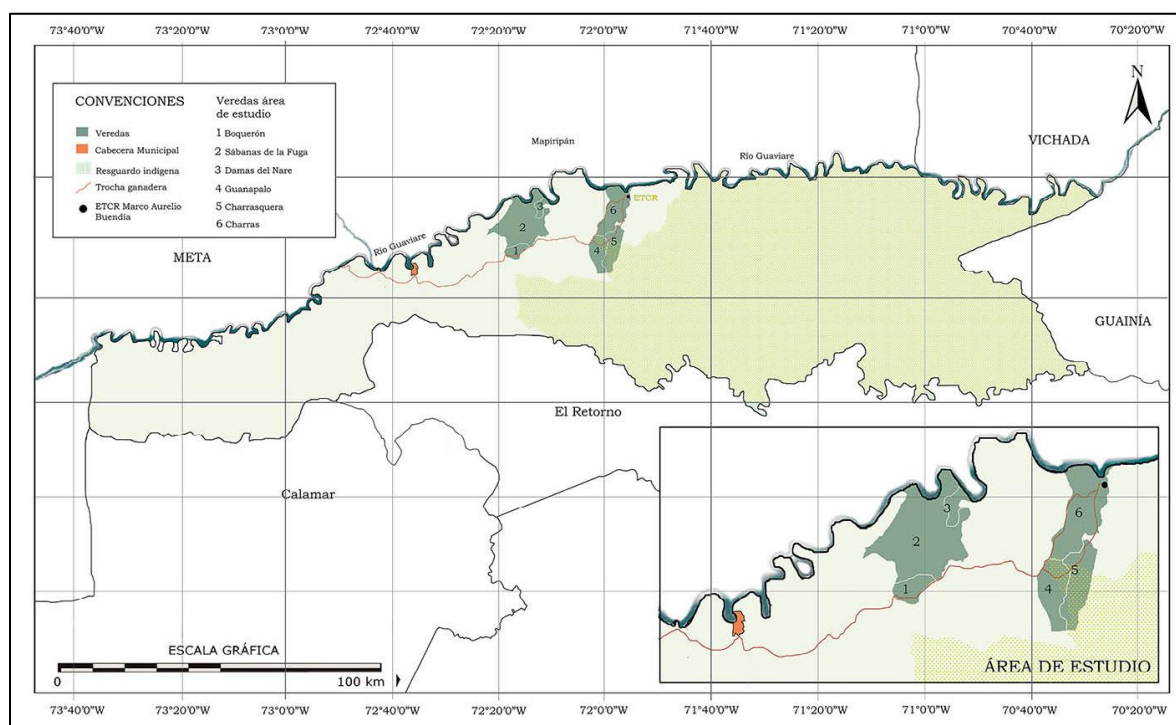 73°40'0"W 73°20'0"W 73°0'0"W 72°40'0"W 72°20'0"W 72°0'0"W 71°40'0"W 71°20'0"W 71°0'0"W 70°40'0"W 70°20'0"W
CONVENCIONES
Veredas
Cabecera Municipal
Resguardo indígena
Trocha ganadera
ETCR Marco Aurelio
Buendía
Veredas área
de estudio
1 Boquerón
2 Sábanas de la Fuga
3 Damas del Nare
4 Guanapalo
5 Charrasquera
6 Charras
N
Mapiripán
Río Guaviare
VICHADA
ETCR
3
6
2
Río Guaviare
1
4
5
META
GUAINÍA
El Retorno
Calamar
3
6
2
5
1
4
ÁREA DE ESTUDIO
ESCALA GRÁFICA
0 100 km
73°40'0"W 73°20'0"W 73°0'0"W 72°40'0"W 72°20'0"W 72°0'0"W 71°40'0"W 71°20'0"W 71°0'0"W 70°40'0"W 70°20'0"W